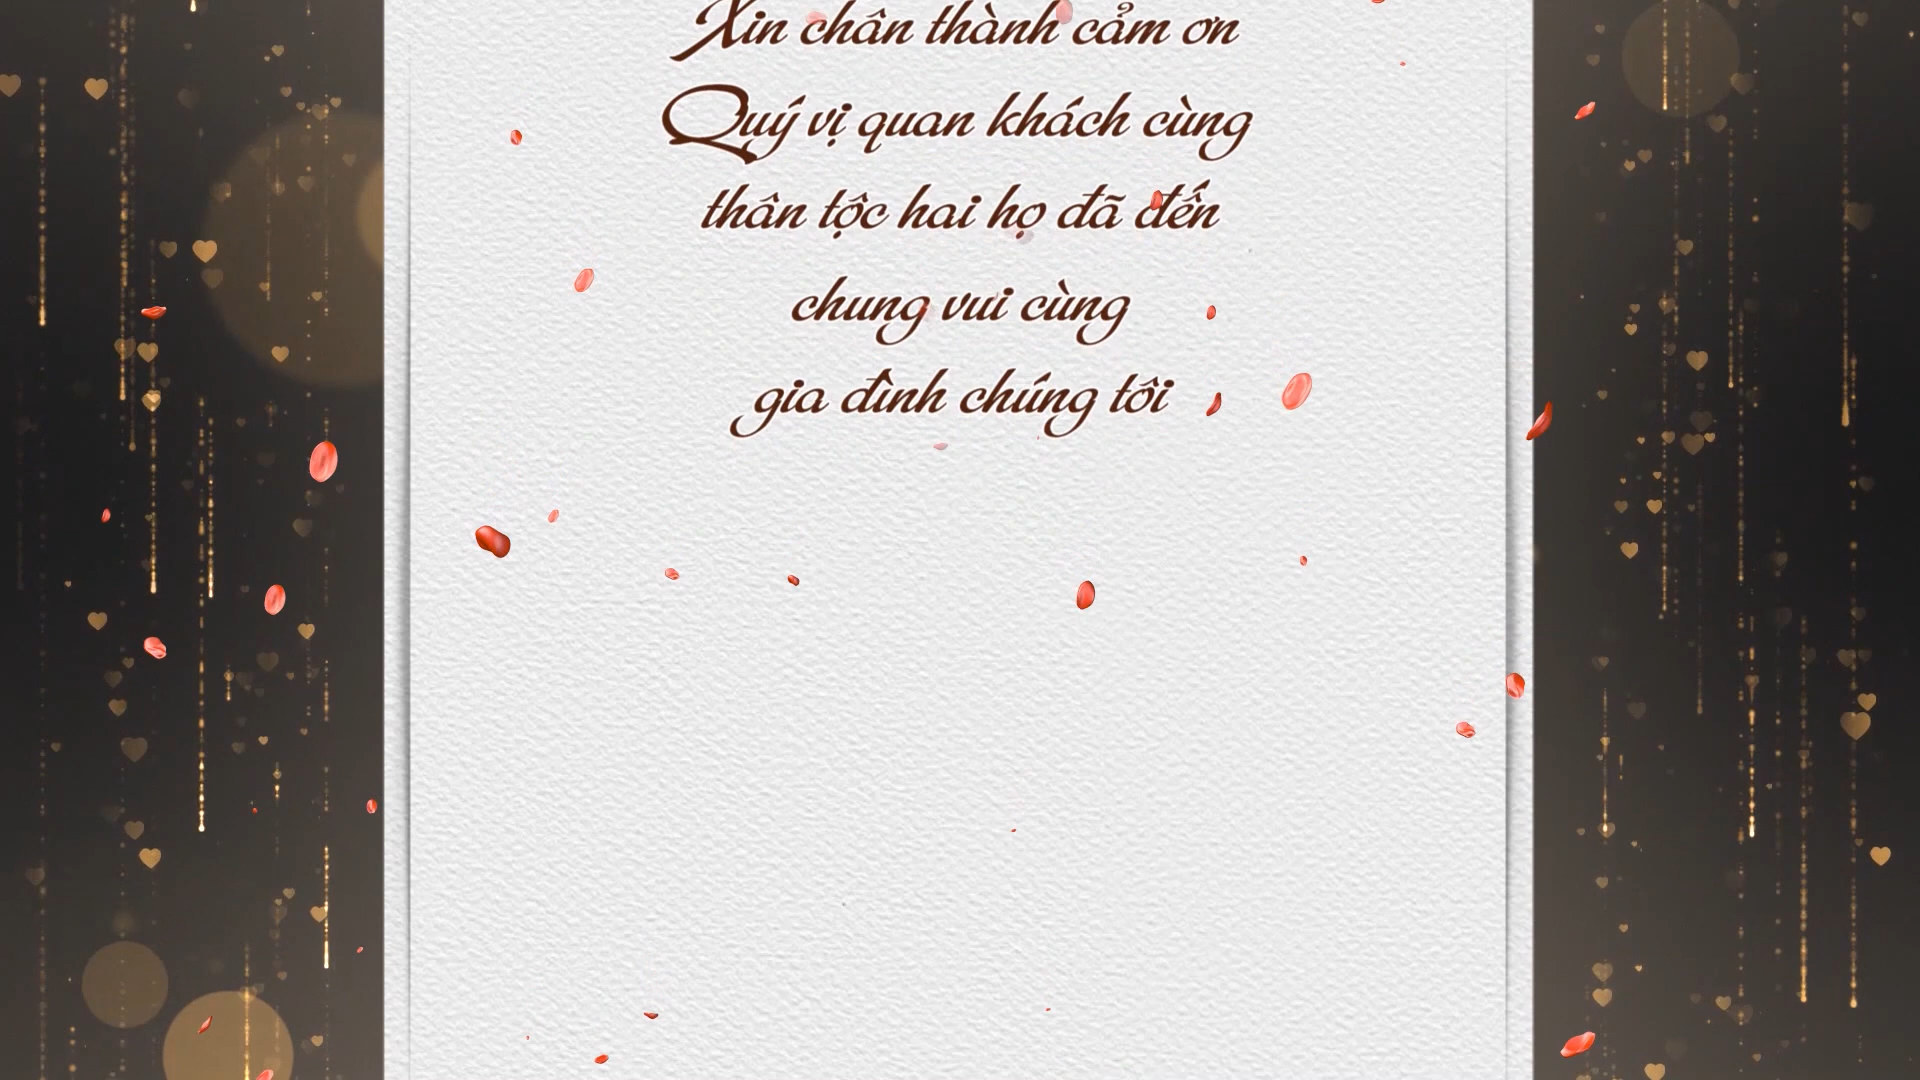 Xin chân thành cảm ơn
Quý vị quan khách cùng
thân tộc hai họ đã đến
chung vui cùng
gia đình chúng tôi